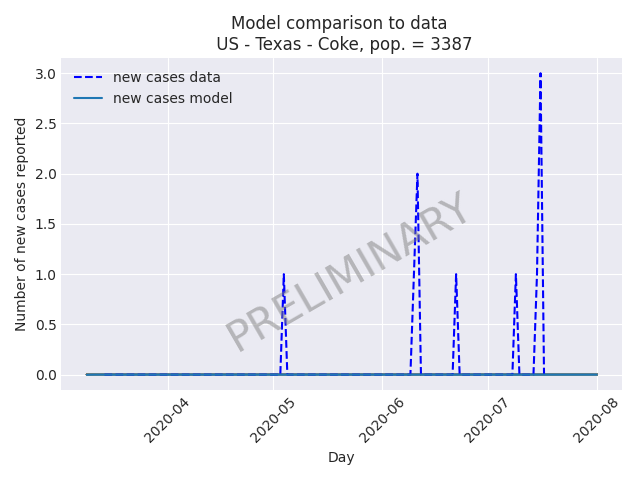 Model comparison to data
US - Texas - Coke, pop. = 3387
new cases data
new cases model
Number of new cases reported
3.0
2.5
2.0
1.5
1.0
0.5
0.0
PRELIMINARY
2020-04
2020-05
2020-06
2020-07
2020-08
Day